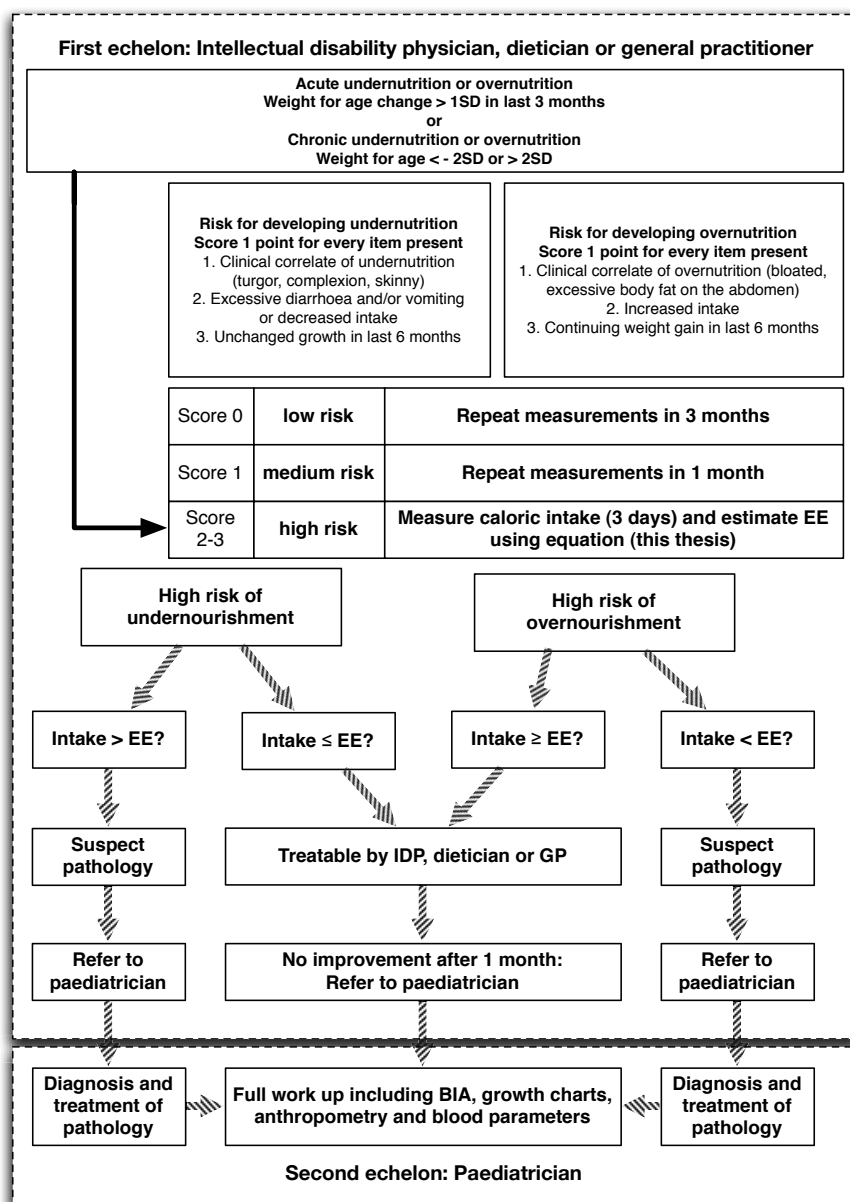 First echelon: Intellectual disability physician, dietician or general practitioner
Acute undernutrition or overnutrition
Weight for age change > 1SD in last 3 months
or
Chronic undernutrition or overnutrition
Weight for age < - 2SD or > 2SD
Risk for developing undernutrition
Score 1 point for every item present
1. Clinical correlate of undernutrition
(turgor, complexion, skinny)
2. Excessive diarrhoea and/or vomiting
or decreased intake
3. Unchanged growth in last 6 months
Risk for developing overnutrition
Score 1 point for every item present
1. Clinical correlate of overnutrition (bloated,
excessive body fat on the abdomen)
2. Increased intake
3. Continuing weight gain in last 6 months
Score 0
low risk
Repeat measurements in 3 months
Score 1
medium risk
Repeat measurements in 1 month
Score
2-3
high risk
Measure caloric intake (3 days) and estimate EE
using equation (this thesis)
High risk of
undernourishment
High risk of
overnourishment
Intake > EE?
Intake ≤ EE?
Intake ≥ EE?
Intake < EE?
Suspect
pathology
Treatable by IDP, dietician or GP
Suspect
pathology
Refer to
paediatrician
No improvement after 1 month:
Refer to paediatrician
Refer to
paediatrician
Diagnosis and
treatment of
pathology
Full work up including BIA, growth charts,
anthropometry and blood parameters
Diagnosis and
treatment of
pathology
Second echelon: Paediatrician